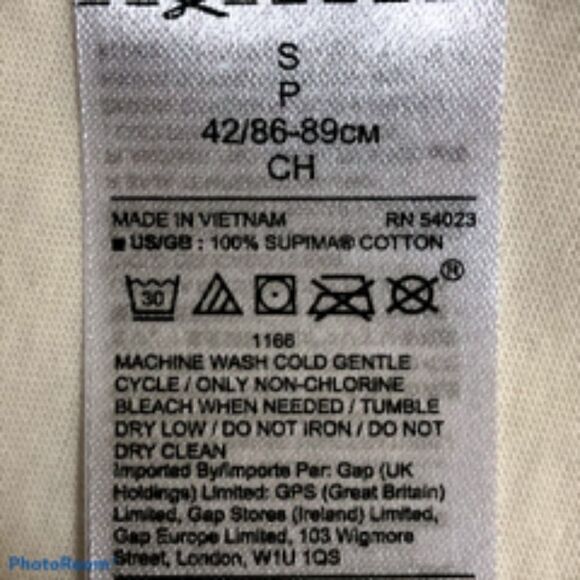 S
P
42/86-89CM
CH
MADE IN VIETNAM RN 54023
US/GB : 100% SUPIMA® COTTON
30
®
1166
MACHINE WASH COLD GENTLE
CYCLE / ONLY NON-CHLORINE
BLEACH WHEN NEEDED / TUMBLE
DRY LOW / DO NOT IRON / DO NOT
DRY CLEAN
Imported By/Importe Par: Gap (UK
Holdings) Limited: GPS (Great Britain)
Limited, Gap Stores (Ireland) Limited,
Gap Europe Limited, 103 Wigmore
Street, London, W1U 1QS
PhotoRoom